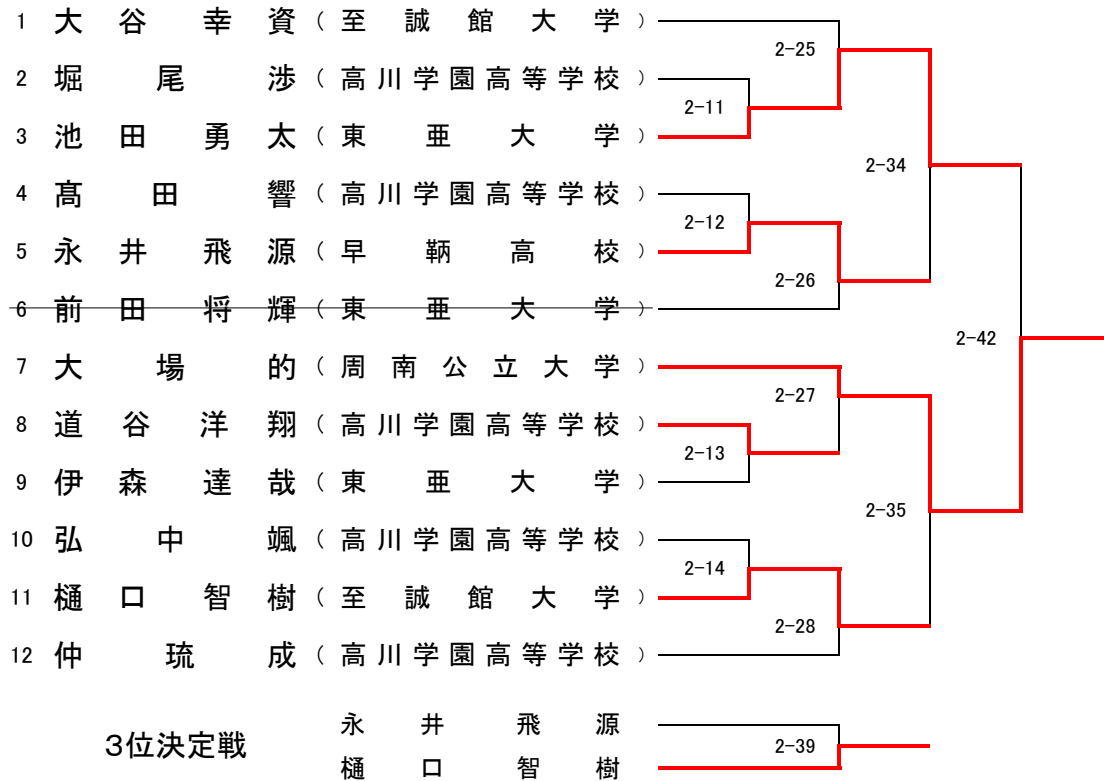 1 大谷幸資（至誠館大学）
2-25
2 堀尾渉（高川学園高等学校）
2-11
3 池田勇太（東亜大学）
2-34
4 髙田響（高川学園高等学校）
2-12
5 永井飛源（早鞆高校）
2-26
6 前田将輝（東亜大学）
2-42
7 大場的（周南公立大学）
2-27
8 道谷洋翔（高川学園高等学校）
2-13
9 伊森達哉（東亜大学）
2-35
10 弘中颯（高川学園高等学校）
2-14
11 樋口智樹（至誠館大学）
2-28
12 仲琉成（高川学園高等学校）
永井飛源
3位決定戦
2-39
樋口智樹